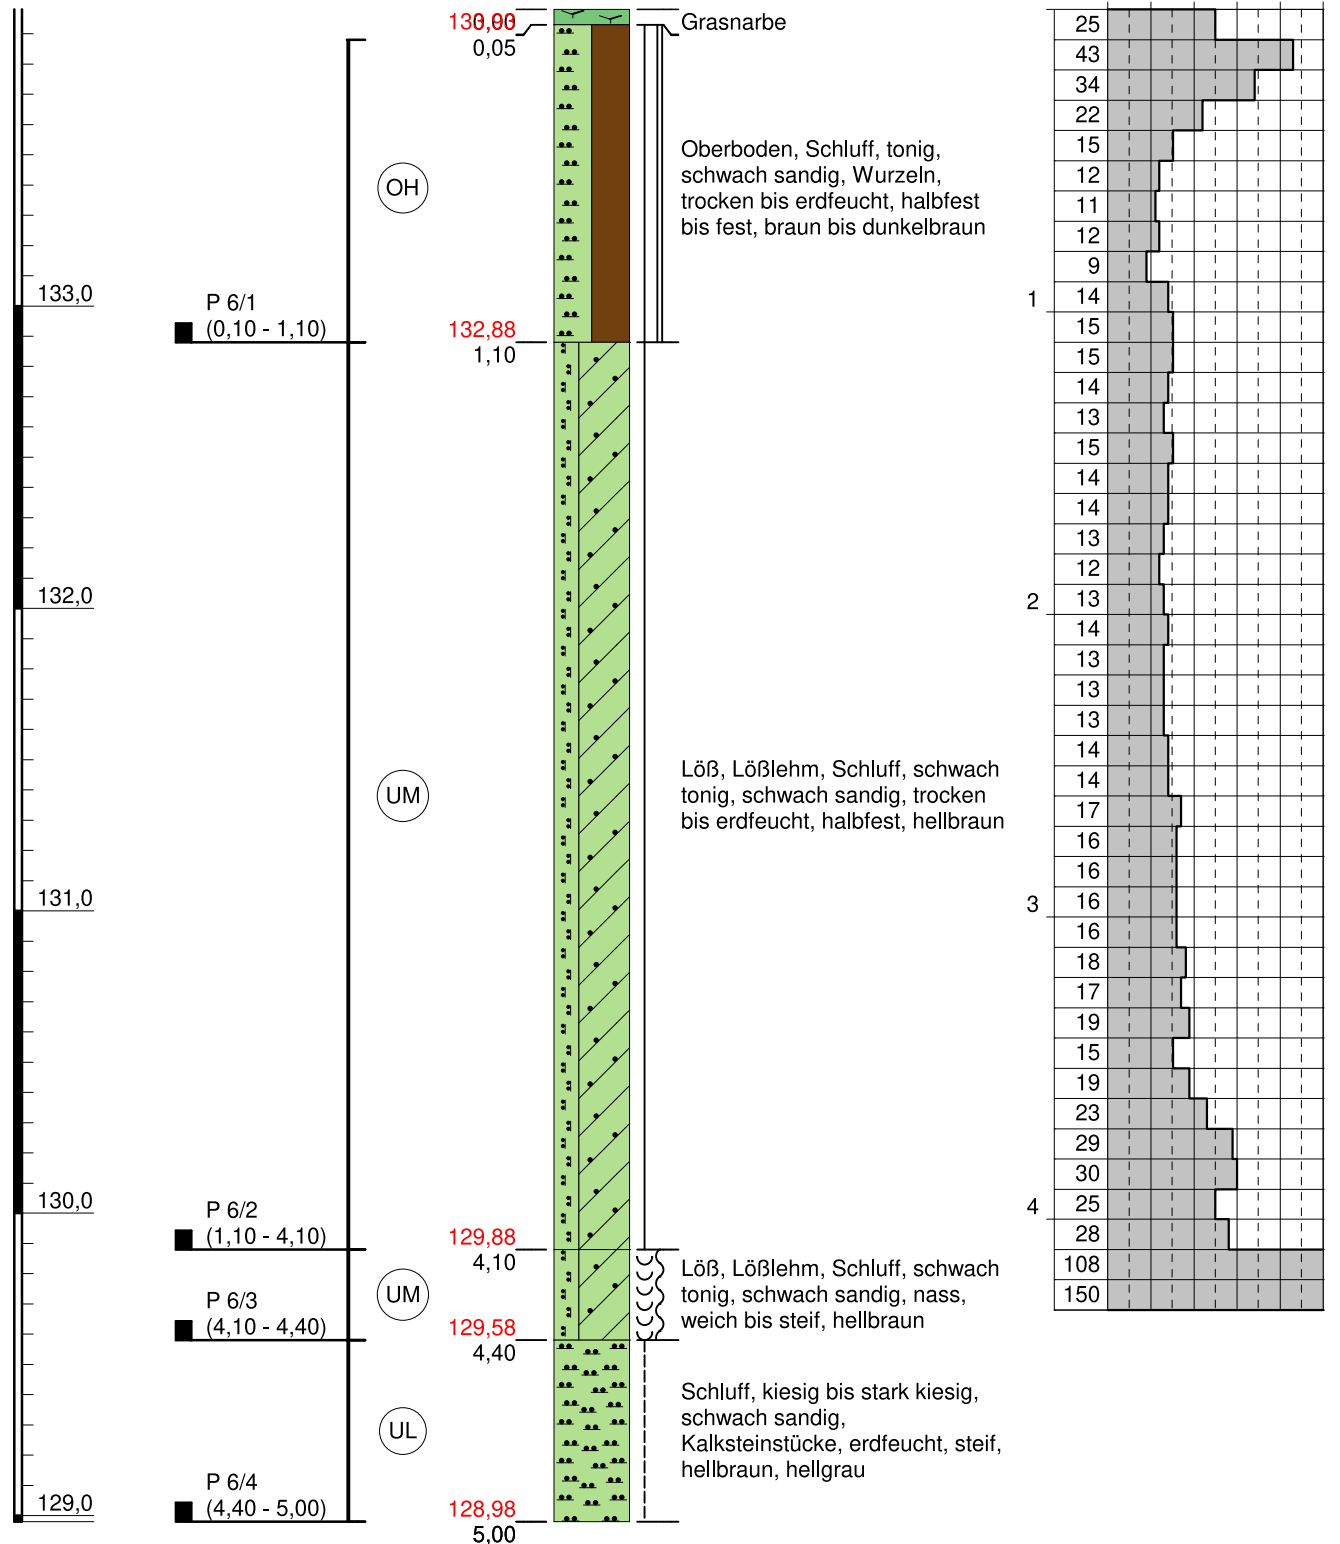 133,0
132,0
131,0
130,0
129,0
P 6/1
(0,10 - 1,10)
P 6/2
(1,10 - 4,10)
P 6/3
(4,10 - 4,40)
P 6/4
(4,40 - 5,00)
OH
UM
UM
UL
0,05
132,88
1,10
129,88
4,10
129,58
4,40
128,98
5,00
Grasnarbe
Oberboden, Schluff, tonig,
schwach sandig, Wurzeln,
trocken bis erdfeucht, halbfest
bis fest, braun bis dunkelbraun
Löß, Lößlehm, Schluff, schwach
tonig, schwach sandig, trocken
bis erdfeucht, halbfest, hellbraun
Löß, Lößlehm, Schluff, schwach
tonig, schwach sandig, nass,
weich bis steif, hellbraun
Schluff, kiesig bis stark kiesig,
schwach sandig,
Kalksteinstücke, erdfeucht, steif,
hellbraun, hellgrau
25
43
34
22
15
12
11
12
9
1 14
15
15
14
13
15
14
14
13
12
2 13
14
13
13
13
14
14
17
16
16
3 16
16
18
17
19
15
19
23
29
30
4 25
28
108
150